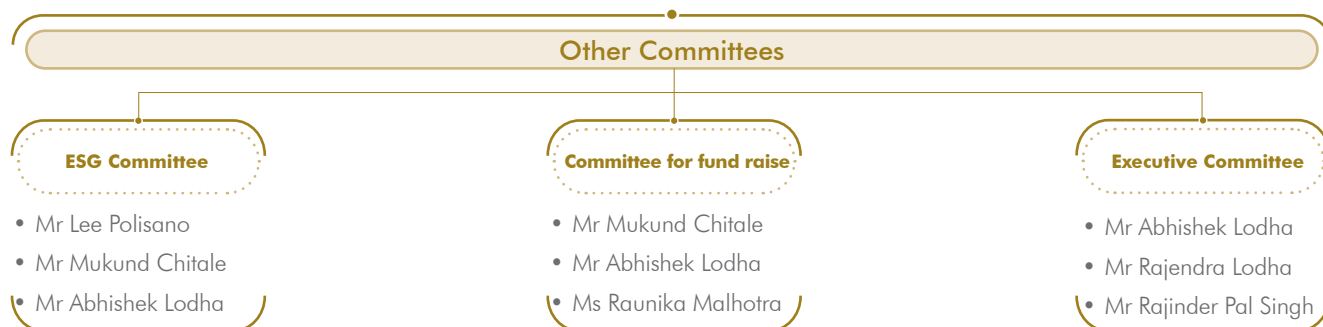 Other Committees
ESG Committee
• Mr Lee Polisano
• Mr Mukund Chitale
• Mr Abhishek Lodha
Committee for fund raise
• Mr Mukund Chitale
• Mr Abhishek Lodha
• Ms Raunika Malhotra
Executive Committee
• Mr Abhishek Lodha
• Mr Rajendra Lodha
• Mr Rajinder Pal Singh